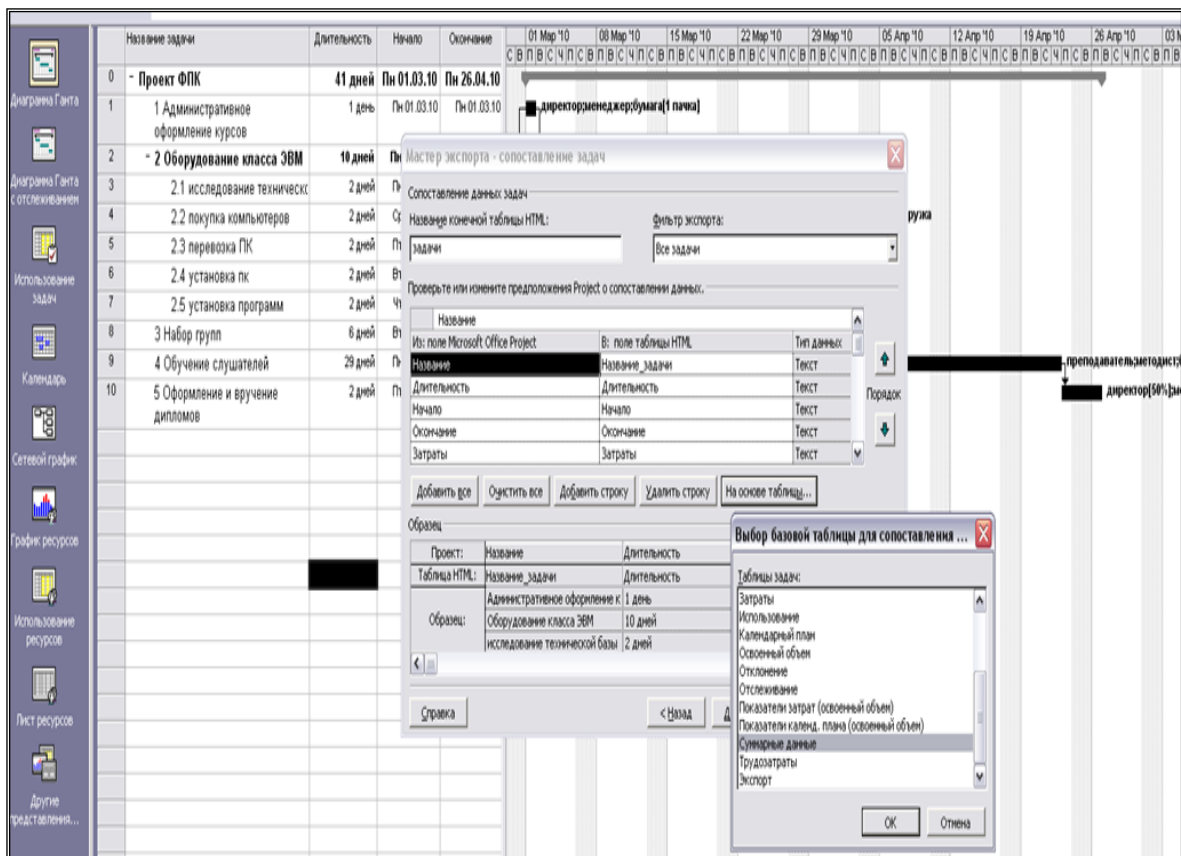 Диаграмма Ганта
Диаграмма Ганта
с отслеживанием
Использование
задач
Календарь
Сетевой график
График ресурсов
Использование
ресурсов
Лист ресурсов
Другие
представления...
Название задачи Длительность Начало Окончание
01 Мар '10 08 Мар '10 15 Мар '10 22 Мар '10 29 Мар '10 05 Апр '10 12 Апр '10 19 Апр '10 26 Апр '10
С В П В С Ч П С В П В С Ч П С В П В С Ч П С В П В С Ч П С В П В С Ч П С В П В С Ч П С В П В С Ч П С В П В С Ч П С В П В С Ч П С В П В
0 - Проект ФПК 41 дней Пн 01.03.10 Пн 26.04.10
1 1 Административное оформление курсов 1 день Пн 01.03.10 Пн 01.03.10
директор;менеджер;бумага[1 пачка]
2 - 2 Оборудование класса ЭВМ 10 дней
3 2.1 исследование техническо 2 дней
4 2.2 покупка компьютеров 2 дней
5 2.3 перевозка ПК 2 дней
6 2.4 установка пк 2 дней
7 2.5 установка программ 2 дней
8 3 Набор групп 6 дней
9 4 Обучение слушателей 29 дней
10 5 Оформление и вручение дипломов 2 дней
преподаватель;методист;
директор[50%];
Мастер экспорта - сопоставление задач
Сопоставление данных задач
Название конечной таблицы HTML: Фильтр экспорта:
задачи Все задачи
Проверьте или измените предположения Project о сопоставлении данных.
Название
Из: поле Microsoft Office Project В: поле таблицы HTML Тип данных
Название Название_задачи Текст
Длительность Длительность Текст
Начало Начало Текст
Окончание Окончание Текст
Затраты Затраты Текст
Порядок
Добавить все Очистить все Добавить строку Удалить строку На основе таблицы...
Образец
Проект: Название Длительность
Таблица HTML: Название_задачи Длительность
Образец:
Административное оформление к 1 день
Оборудование класса ЭВМ 10 дней
исследование технической базы 2 дней
Справка < Назад
Выбор базовой таблицы для сопоставления ...
Таблицы задач:
Затраты
Использование
Календарный план
Освоенный объем
Отклонение
Отслеживание
Показатели затрат (освоенный объем)
Показатели календ. плана (освоенный объем)
Суммарные данные
Трудозатраты
Экспорт
ОК Отмена